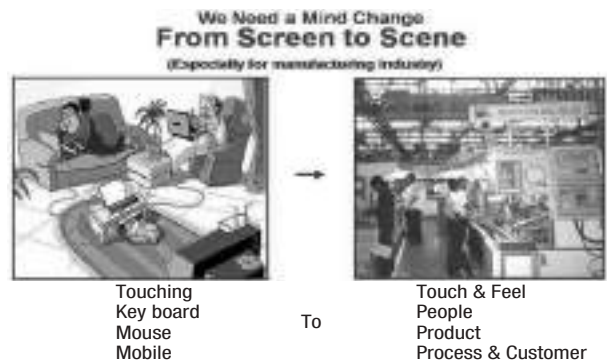 We Need a Mind Change
From Screen to Scene
(Especially for manufacturing industry)
Touching
Key board
Mouse
Mobile
To
Touch & Feel
People
Product
Process & Customer